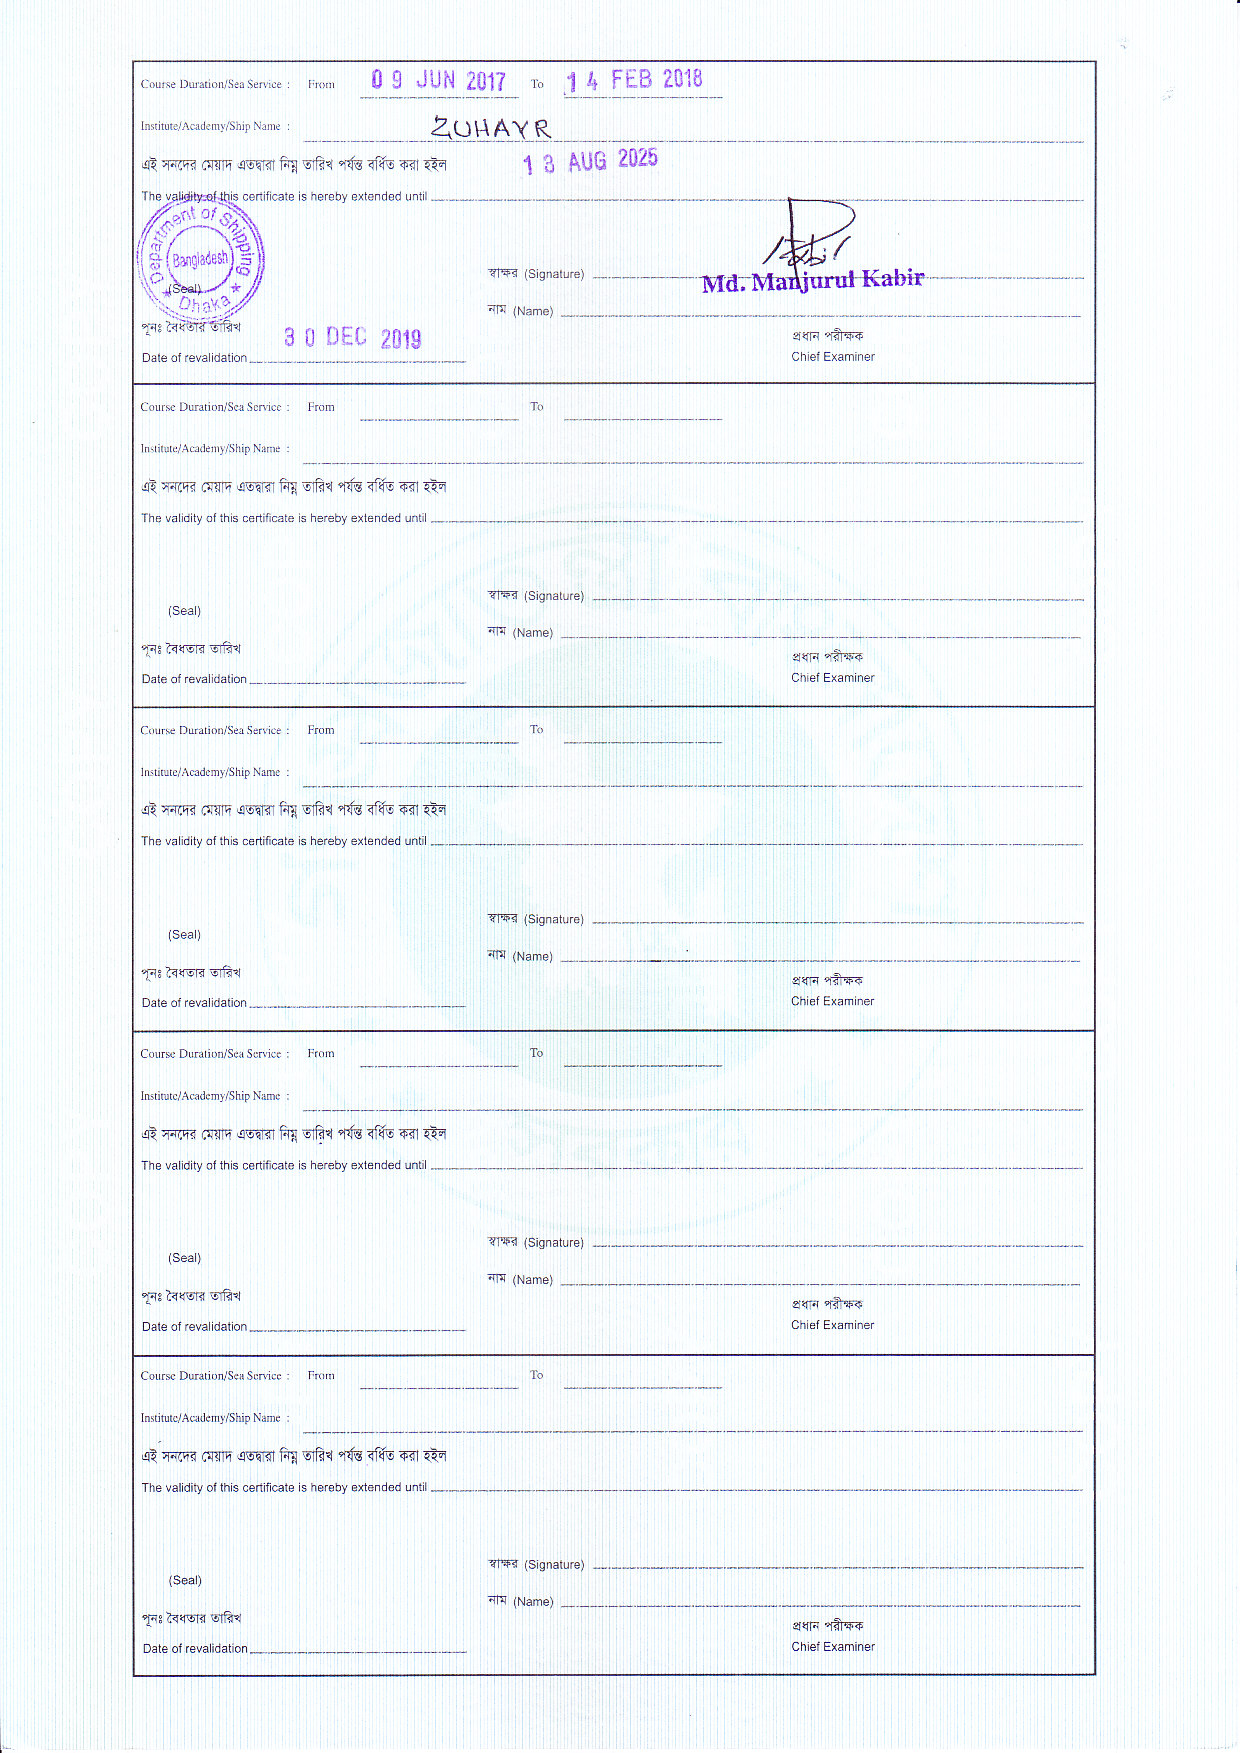 Course Duration/Sea Service : From 09 JUN 2017 To 14 FEB 2018
Institute/Academy/Ship Name : ZUHAYR
এই সনদের মেয়াদ এতদ্বারা নিম্ন তারিখ পর্যন্ত বর্ধিত করা হইল 13 AUG 2025
The validity of this certificate is hereby extended until
Department of Shipping
Bangladesh
Dhaka
(Seal)
স্বাক্ষর (Signature)
Md. Manjurul Kabir
নাম (Name)
পূনঃ বৈধতার তারিখ
30 DEC 2019
প্রধান পরীক্ষক
Date of revalidation
Chief Examiner
Course Duration/Sea Service : From To
Institute/Academy/Ship Name :
এই সনদের মেয়াদ এতদ্বারা নিম্ন তারিখ পর্যন্ত বর্ধিত করা হইল
The validity of this certificate is hereby extended until
স্বাক্ষর (Signature)
(Seal)
নাম (Name)
পূনঃ বৈধতার তারিখ
প্রধান পরীক্ষক
Date of revalidation
Chief Examiner
Course Duration/Sea Service : From To
Institute/Academy/Ship Name :
এই সনদের মেয়াদ এতদ্বারা নিম্ন তারিখ পর্যন্ত বর্ধিত করা হইল
The validity of this certificate is hereby extended until
স্বাক্ষর (Signature)
(Seal)
নাম (Name)
পূনঃ বৈধতার তারিখ
প্রধান পরীক্ষক
Date of revalidation
Chief Examiner
Course Duration/Sea Service : From To
Institute/Academy/Ship Name :
এই সনদের মেয়াদ এতদ্বারা নিম্ন তারিখ পর্যন্ত বর্ধিত করা হইল
The validity of this certificate is hereby extended until
স্বাক্ষর (Signature)
(Seal)
নাম (Name)
পূনঃ বৈধতার তারিখ
প্রধান পরীক্ষক
Date of revalidation
Chief Examiner
Course Duration/Sea Service : From To
Institute/Academy/Ship Name :
এই সনদের মেয়াদ এতদ্বারা নিম্ন তারিখ পর্যন্ত বর্ধিত করা হইল
The validity of this certificate is hereby extended until
স্বাক্ষর (Signature)
(Seal)
নাম (Name)
পূনঃ বৈধতার তারিখ
প্রধান পরীক্ষক
Date of revalidation
Chief Examiner